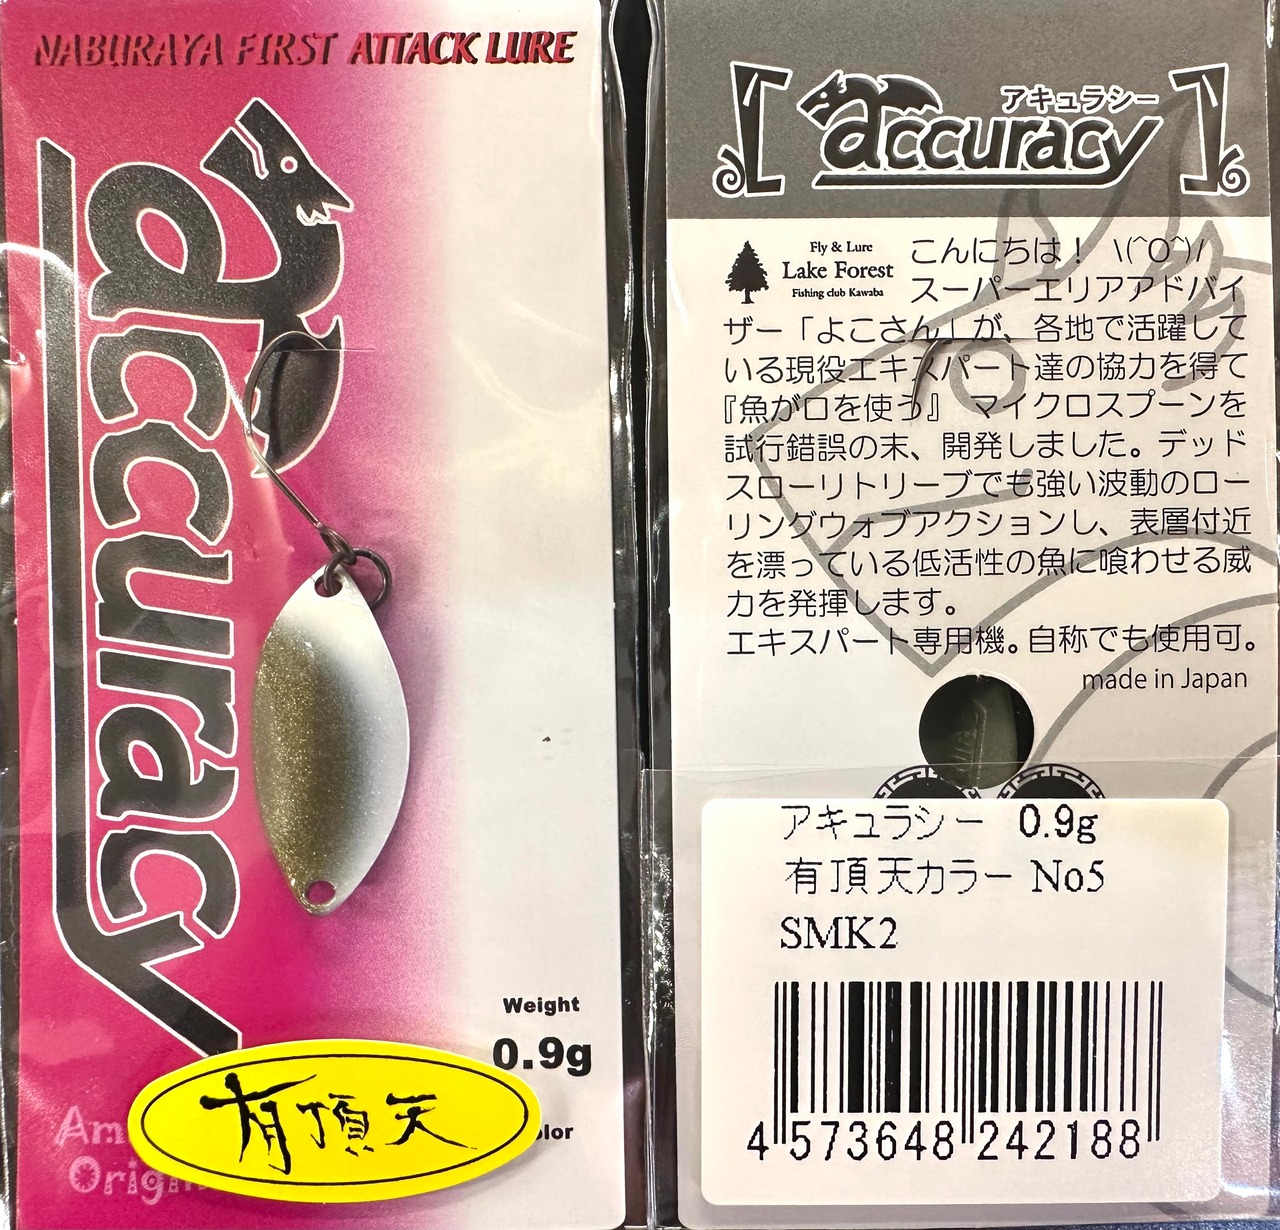 NABURAYA FIRST ATTACK LURE
accuracy
Weight
0.9g
有頂天
アキュラシー
accuracy
Fly & Lure
Lake Forest
Fishing club Kawaba
こんにちは！ \(^O^)/
スーパーエリアアドバイ
ザー「よこさん」が、各地で活躍して
いる現役エキスパート達の協力を得て
『魚が口を使う』 マイクロスプーンを
試行錯誤の末、開発しました。デッド
スローリトリーブでも強い波動のロー
リングウォブアクションし、表層付近
を漂っている低活性の魚に喰わせる威
力を発揮します。
エキスパート専用機。自称でも使用可。
made in Japan
アキュラシー 0.9g
有頂天カラー No5
SMK2
4 573648 242188